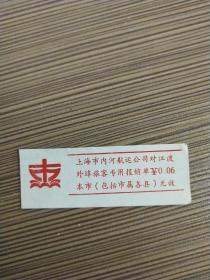 上海市内河航运公司对江渡
外埠旅客专用报销单¥0.06
本市（包括市属各县）无效